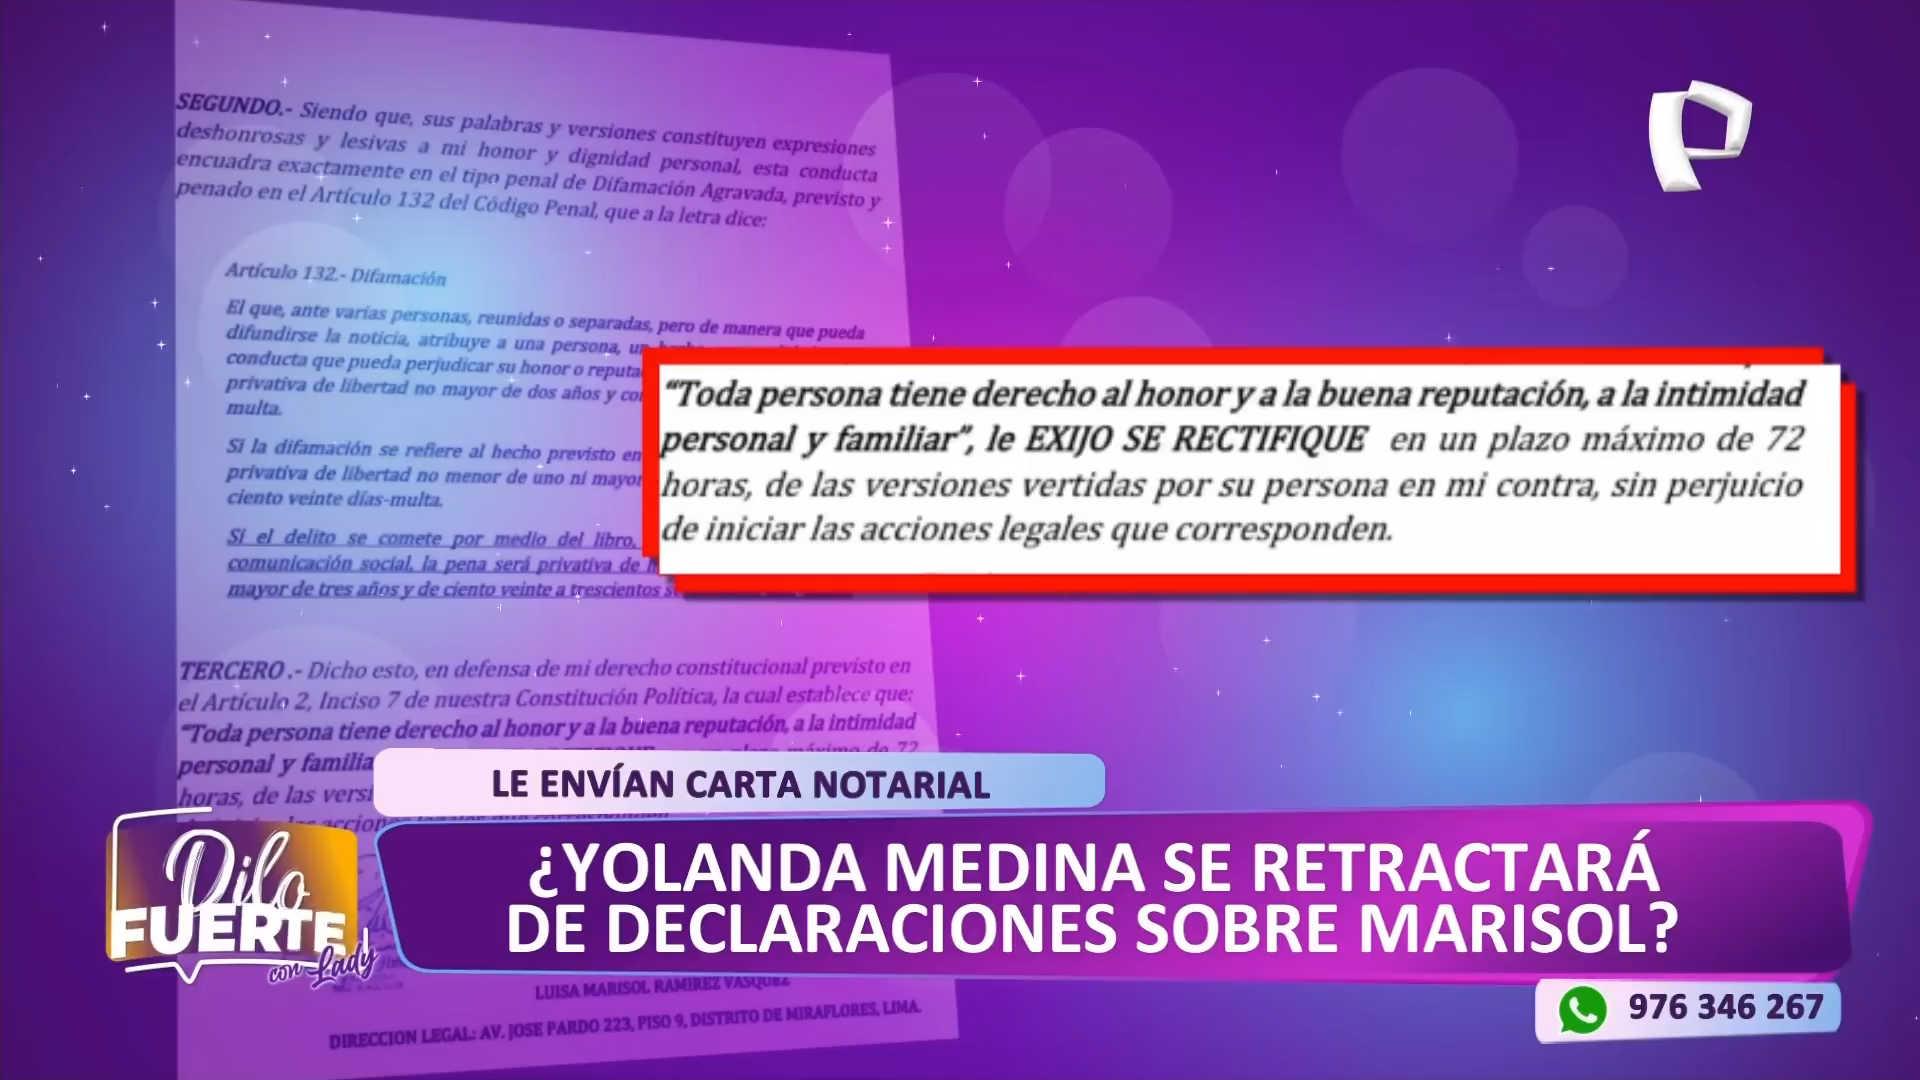 SEGUNDO.- Siendo que, sus palabras y versiones constituyen expresiones
deshonrosas y lesivas a mi honor y dignidad personal, esta conducta
encuadra exactamente en el tipo penal de Difamación Agravada, previsto y
penado en el Artículo 132 del Código Penal, que a la letra dice:
Artículo 132.- Difamación
El que, ante varias personas, reunidas o separadas, pero de manera que pueda
difundirse la noticia, atribuye a una persona, un
conducta que pueda perjudicar su honor o
privativa de libertad no mayor de dos años y
multa.
Si la difamación se refiere al hecho previsto en
privativa de libertad no menor de uno ni mayor
ciento veinte días-multa.
Si el delito se comete por medio del libro,
comunicación social, la pena será privativa de
mayor de tres años y de ciento veinte a trescientos
“Toda persona tiene derecho al honor y a la buena reputación, a la intimidad
personal y familiar”, le EXIJO SE RECTIFIQUE en un plazo máximo de 72
horas, de las versiones vertidas por su persona en mi contra, sin perjuicio
de iniciar las acciones legales que corresponden.
TERCERO .- Dicho esto, en defensa de mi derecho constitucional previsto en
el Artículo 2, Inciso 7 de nuestra Constitución Política, la cual establece que:
“Toda persona tiene derecho al honor y a la buena reputación, a la intimidad
personal y máximo de 72
horas, de las
LE ENVÍAN CARTA NOTARIAL
Dilo
FUERTE
con Lady
¿YOLANDA MEDINA SE RETRACTARÁ
DE DECLARACIONES SOBRE MARISOL?
LUISA MARISOL RAMIREZ VASQUEZ
DIRECCION LEGAL: AV. JOSE PARDO 223, PISO 9, DISTRITO DE MIRAFLORES, LIMA.
976 346 267